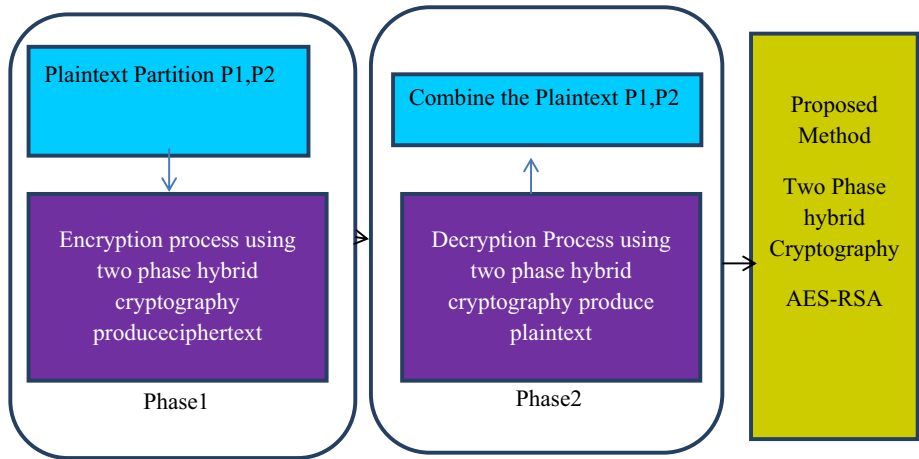 Plaintext Partition P1,P2
Encryption process using
two phase hybrid
cryptography
produceciphertext
Phase1
Combine the Plaintext P1,P2
Decryption Process using
two phase hybrid
cryptography produce
plaintext
Phase2
Proposed
Method
Two Phase
hybrid
Cryptography
AES-RSA